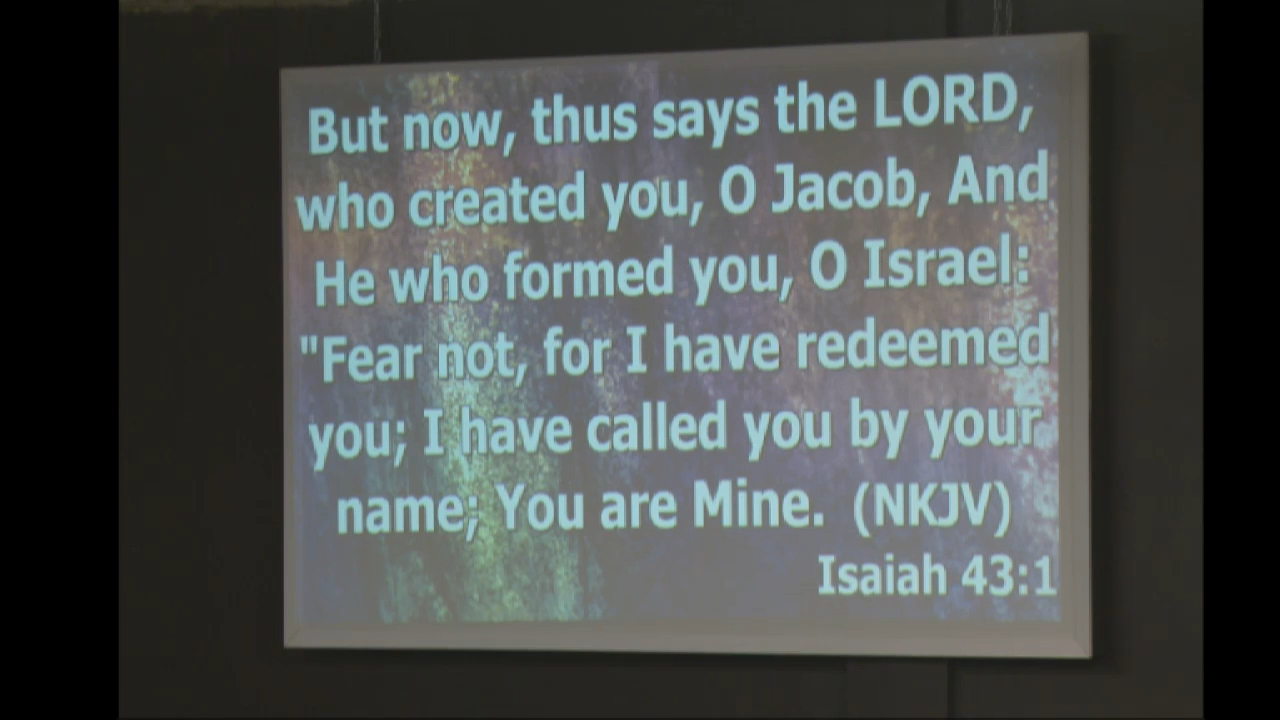 But now, thus says the LORD,
who created you, O Jacob, And
He who formed you, O Israel:
"Fear not, for I have redeemed
you; I have called you by your
name; You are Mine. (NKJV)
Isaiah 43:1